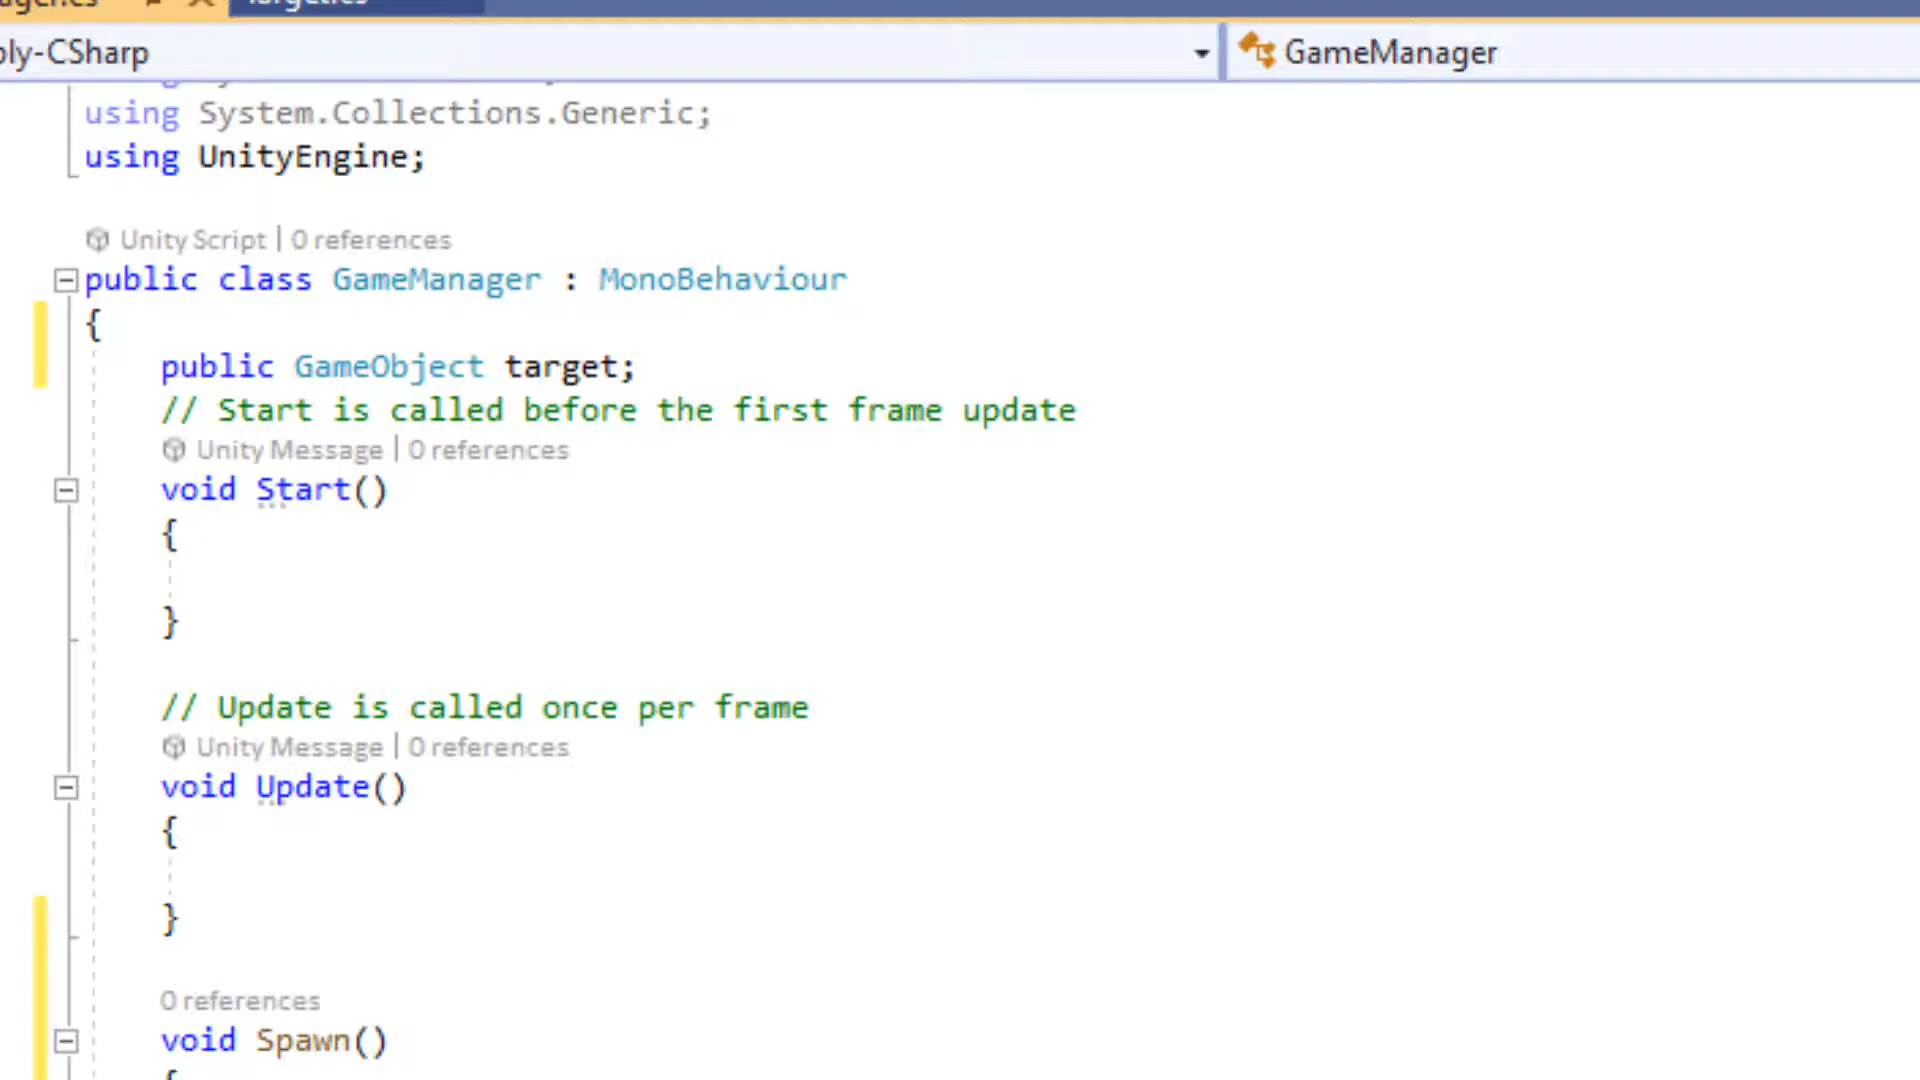 ply-CSharp
GameManager
using System.Collections.Generic;
using UnityEngine;
Unity Script | 0 references
public class GameManager : MonoBehaviour
{
public GameObject target;
// Start is called before the first frame update
Unity Message | 0 references
void Start()
{
}
// Update is called once per frame
Unity Message | 0 references
void Update()
{
}
0 references
void Spawn()
{